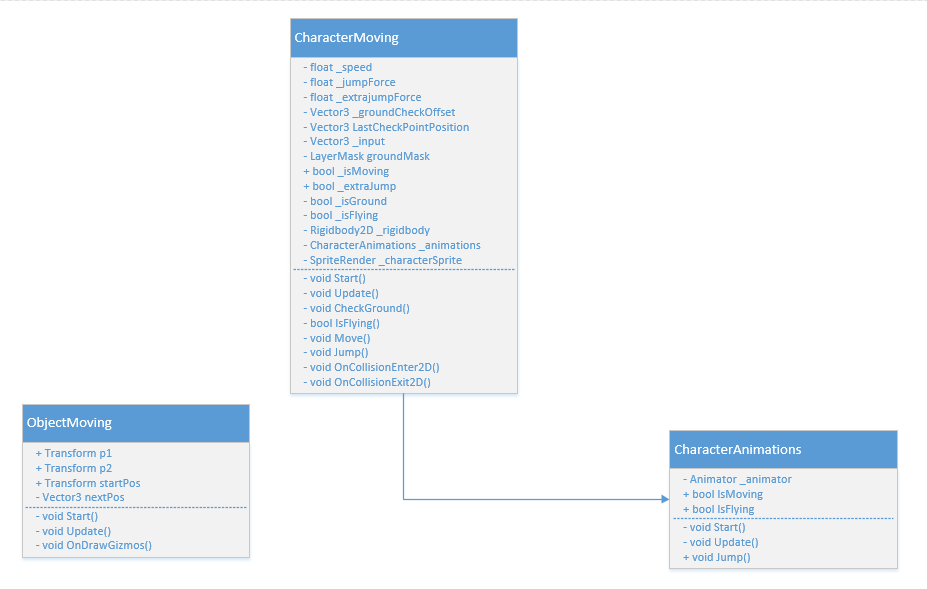 CharacterMoving
- float _speed
- float _jumpForce
- float _extrajumpForce
- Vector3 _groundCheckOffset
- Vector3 LastCheckPointPosition
- Vector3 _input
- LayerMask groundMask
+ bool _isMoving
+ bool _extraJump
- bool _isGround
- bool _isFlying
- Rigidbody2D _rigidbody
- CharacterAnimations _animations
- SpriteRender _characterSprite
- void Start()
- void Update()
- void CheckGround()
- bool IsFlying()
- void Move()
- void Jump()
- void OnCollisionEnter2D()
- void OnCollisionExit2D()
ObjectMoving
+ Transform p1
+ Transform p2
+ Transform startPos
- Vector3 nextPos
- void Start()
- void Update()
- void OnDrawGizmos()
CharacterAnimations
- Animator _animator
+ bool IsMoving
+ bool IsFlying
- void Start()
- void Update()
+ void Jump()